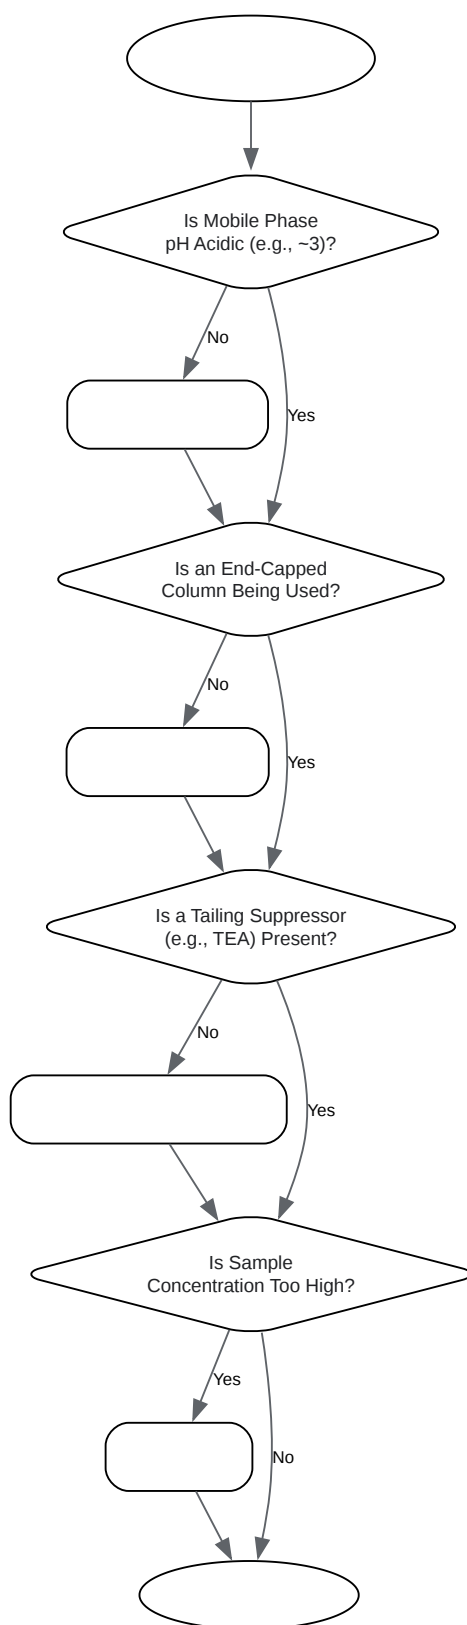 Is Mobile Phase
pH Acidic (e.g., ~3)?
No
Yes
Is an End-Capped
Column Being Used?
No
Yes
Is a Tailing Suppressor
(e.g., TEA) Present?
No
Yes
Is Sample
Concentration Too High?
Yes
No